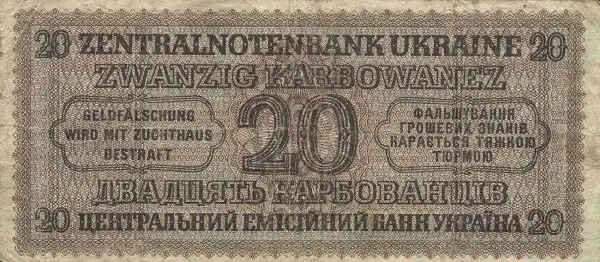 20 ZENTRALNOTENBANK UKRAINE 20
ZWANZIG KARBOWANEZ
GELDFÄLSCHUNG
WIRD MIT ZUCHTHAUS
BESTRAFT
20
ФАЛЬШУВАННЯ
ГРОШЕВИХ ЗНАКІВ
КАРАЄТЬСЯ ТЯЖКОЮ
ТЮРМОЮ
ДВАДЦЯТЬ КАРБОВАНЦІВ
20 ЦЕНТРАЛЬНИЙ ЕМІСІЙНИЙ БАНК УКРАЇНА 20